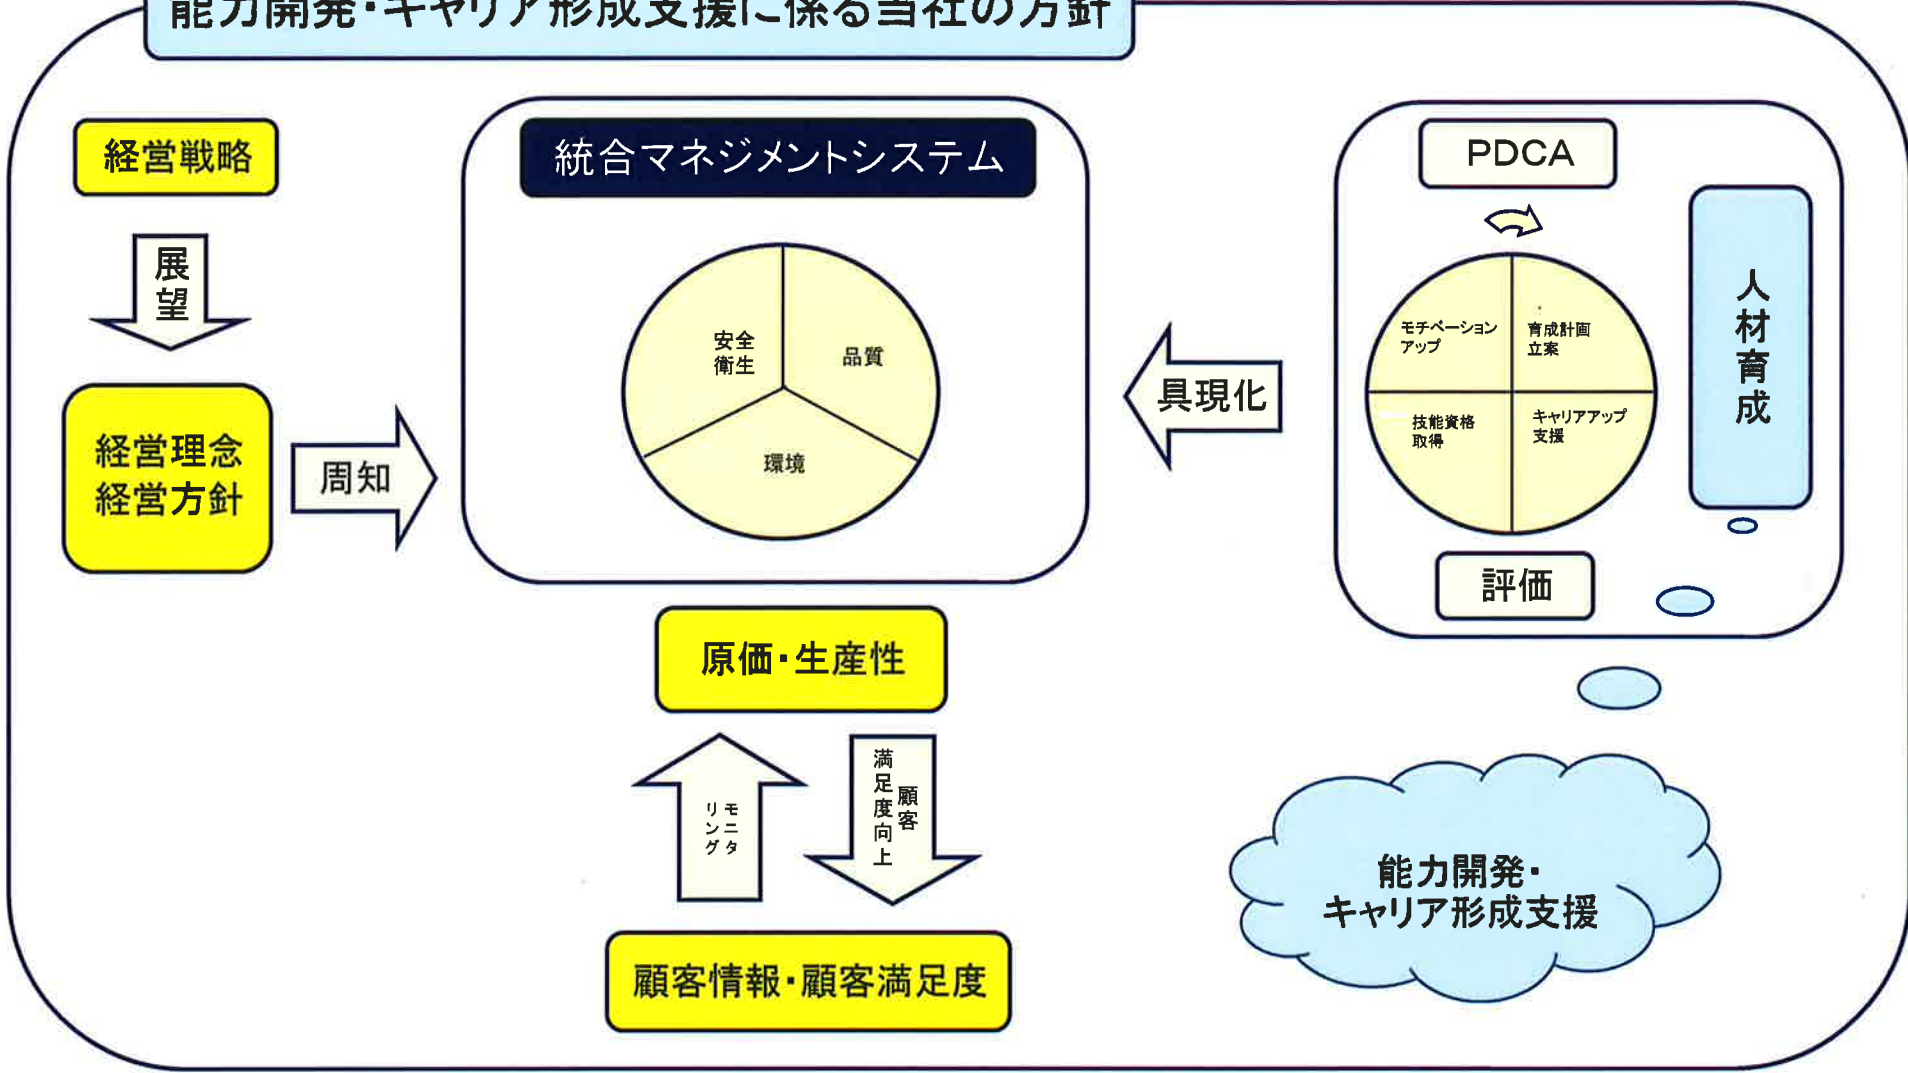 能力開発・キャリア形成支援に係る当社の方針
経営戦略
展望
経営理念
経営方針
周知
統合マネジメントシステム
安全
衛生
品質
環境
原価・生産性
モニタ
リング
顧客
満足度向上
顧客情報・顧客満足度
具現化
PDCA
モチベーション
アップ
育成計画
立案
技能資格
取得
キャリアアップ
支援
評価
人材育成
能力開発・
キャリア形成支援